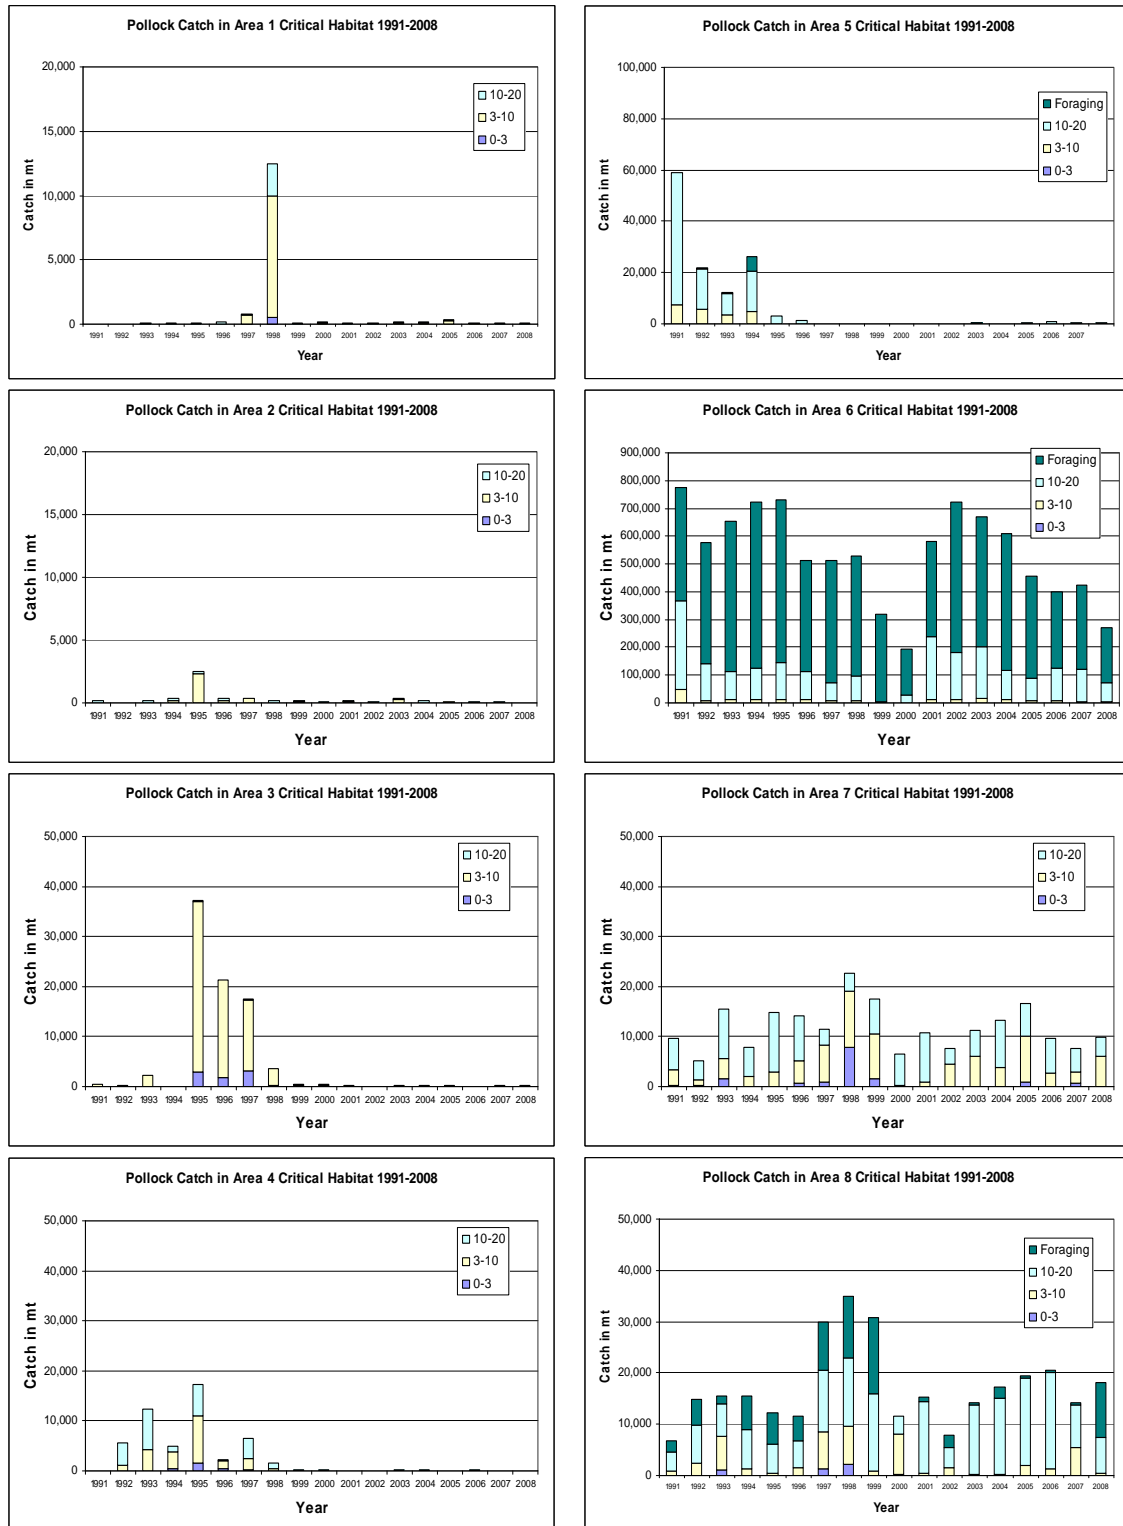 Pollock Catch in Area 1 Critical Habitat 1991-2008
20,000
15,000
10,000
5,000
0
Catch in mt
10-20
3-10
0-3
1991 1992 1993 1994 1995 1996 1997 1998 1999 2000 2001 2002 2003 2004 2005 2006 2007 2008
Year
Pollock Catch in Area 2 Critical Habitat 1991-2008
20,000
15,000
10,000
5,000
0
Catch in mt
10-20
3-10
0-3
1991 1992 1993 1994 1995 1996 1997 1998 1999 2000 2001 2002 2003 2004 2005 2006 2007 2008
Year
Pollock Catch in Area 3 Critical Habitat 1991-2008
50,000
40,000
30,000
20,000
10,000
0
Catch in mt
10-20
3-10
0-3
1991 1992 1993 1994 1995 1996 1997 1998 1999 2000 2001 2002 2003 2004 2005 2006 2007 2008
Year
Pollock Catch in Area 4 Critical Habitat 1991-2008
50,000
40,000
30,000
20,000
10,000
0
Catch in mt
10-20
3-10
0-3
1991 1992 1993 1994 1995 1996 1997 1998 1999 2000 2001 2002 2003 2004 2005 2006 2007 2008
Year
Pollock Catch in Area 5 Critical Habitat 1991-2008
100,000
80,000
60,000
40,000
20,000
0
Catch in mt
Foraging
10-20
3-10
0-3
1991 1992 1993 1994 1995 1996 1997 1998 1999 2000 2001 2002 2003 2004 2005 2006 2007
Year
Pollock Catch in Area 6 Critical Habitat 1991-2008
900,000
800,000
700,000
600,000
500,000
400,000
300,000
200,000
100,000
0
Catch in mt
Foraging
10-20
3-10
0-3
1991 1992 1993 1994 1995 1996 1997 1998 1999 2000 2001 2002 2003 2004 2005 2006 2007 2008
Year
Pollock Catch in Area 7 Critical Habitat 1991-2008
50,000
40,000
30,000
20,000
10,000
0
Catch in mt
10-20
3-10
0-3
1991 1992 1993 1994 1995 1996 1997 1998 1999 2000 2001 2002 2003 2004 2005 2006 2007 2008
Year
Pollock Catch in Area 8 Critical Habitat 1991-2008
50,000
40,000
30,000
20,000
10,000
0
Catch in mt
Foraging
10-20
3-10
0-3
1991 1992 1993 1994 1995 1996 1997 1998 1999 2000 2001 2002 2003 2004 2005 2006 2007 2008
Year